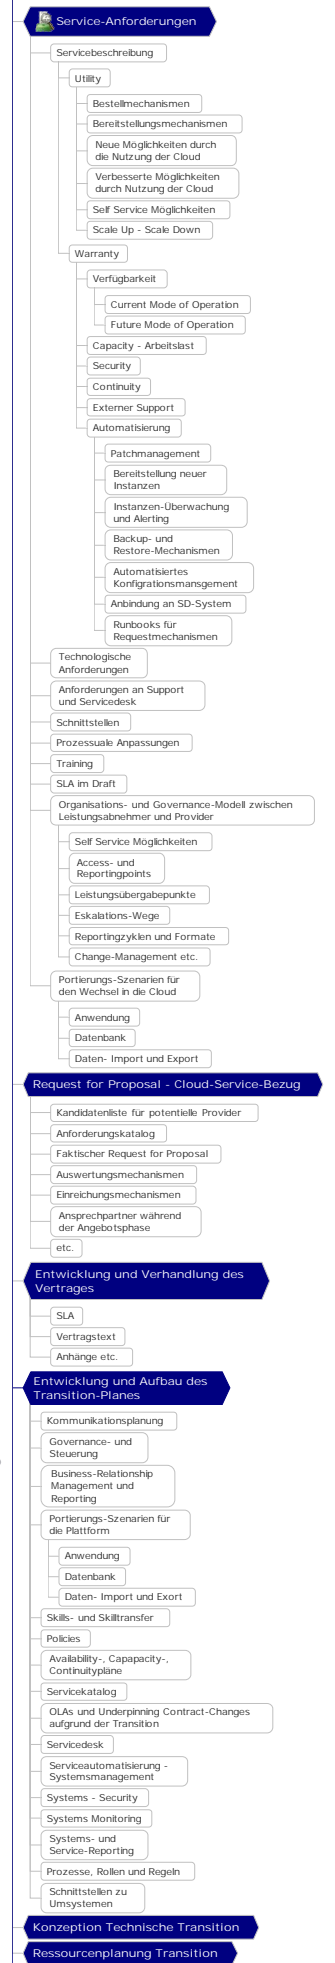 Service-Anforderungen
Servicebeschreibung
Utility
Bestellmechanismen
Bereitstellungsmechanismen
Neue Möglichkeiten durch
die Nutzung der Cloud
Verbesserte Möglichkeiten
durch Nutzung der Cloud
Self Service Möglichkeiten
Scale Up - Scale Down
Warranty
Verfügbarkeit
Current Mode of Operation
Future Mode of Operation
Capacity - Arbeitslast
Security
Continuity
Externer Support
Automatisierung
Patchmanagement
Bereitstellung neuer
Instanzen
Instanzen-Überwachung
und Alerting
Backup- und
Restore-Mechanismen
Automatisiertes
Konfigrationsmansgement
Anbindung an SD-System
Runbooks für
Requestmechanismen
Technologische
Anforderungen
Anforderungen an Support
und Servicedesk
Schnittstellen
Prozessuale Anpassungen
Training
SLA im Draft
Organisations- und Governance-Modell zwischen
Leistungsabnehmer und Provider
Self Service Möglichkeiten
Access- und
Reportingpoints
Leistungsübergabepunkte
Eskalations-Wege
Reportingzyklen und Formate
Change-Management etc.
Portierungs-Szenarien für
den Wechsel in die Cloud
Anwendung
Datenbank
Daten- Import und Export
Request for Proposal - Cloud-Service-Bezug
Kandidatenliste für potentielle Provider
Anforderungskatalog
Faktischer Request for Proposal
Auswertungsmechanismen
Einreichungsmechanismen
Ansprechpartner während
der Angebotsphase
etc.
Entwicklung und Verhandlung des
Vertrages
SLA
Vertragstext
Anhänge etc.
Entwicklung und Aufbau des
Transition-Planes
Kommunikationsplanung
Governance- und
Steuerung
Business-Relationship
Management und
Reporting
Portierungs-Szenarien für
die Plattform
Anwendung
Datenbank
Daten- Import und Exort
Skills- und Skilltransfer
Policies
Availability-, Capapacity-,
Continuitypläne
Servicekatalog
OLAs und Underpinning Contract-Changes
aufgrund der Transition
Servicedesk
Serviceautomatisierung -
Systemsmanagement
Systems - Security
Systems Monitoring
Systems- und
Service-Reporting
Prozesse, Rollen und Regeln
Schnittstellen zu
Umsystemen
Konzeption Technische Transition
Ressourcenplanung Transition